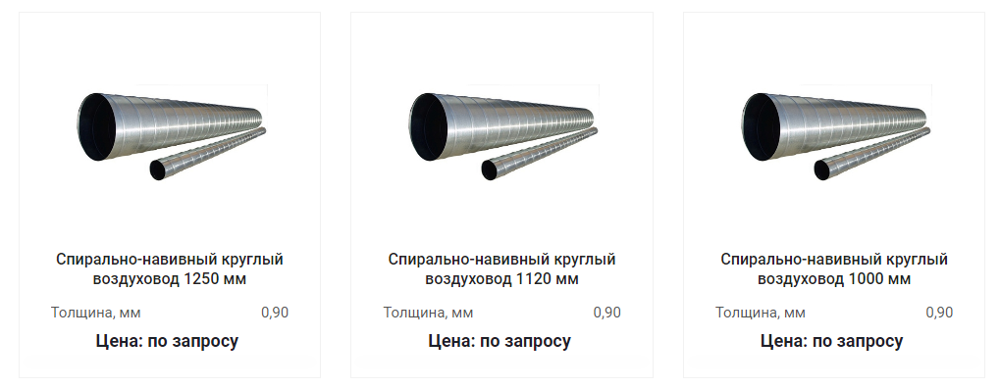 Спирально-навивный круглый
воздуховод 1250 мм
Толщина, мм 0,90
Цена: по запросу
Спирально-навивный круглый
воздуховод 1120 мм
Толщина, мм 0,90
Цена: по запросу
Спирально-навивный круглый
воздуховод 1000 мм
Толщина, мм 0,90
Цена: по запросу